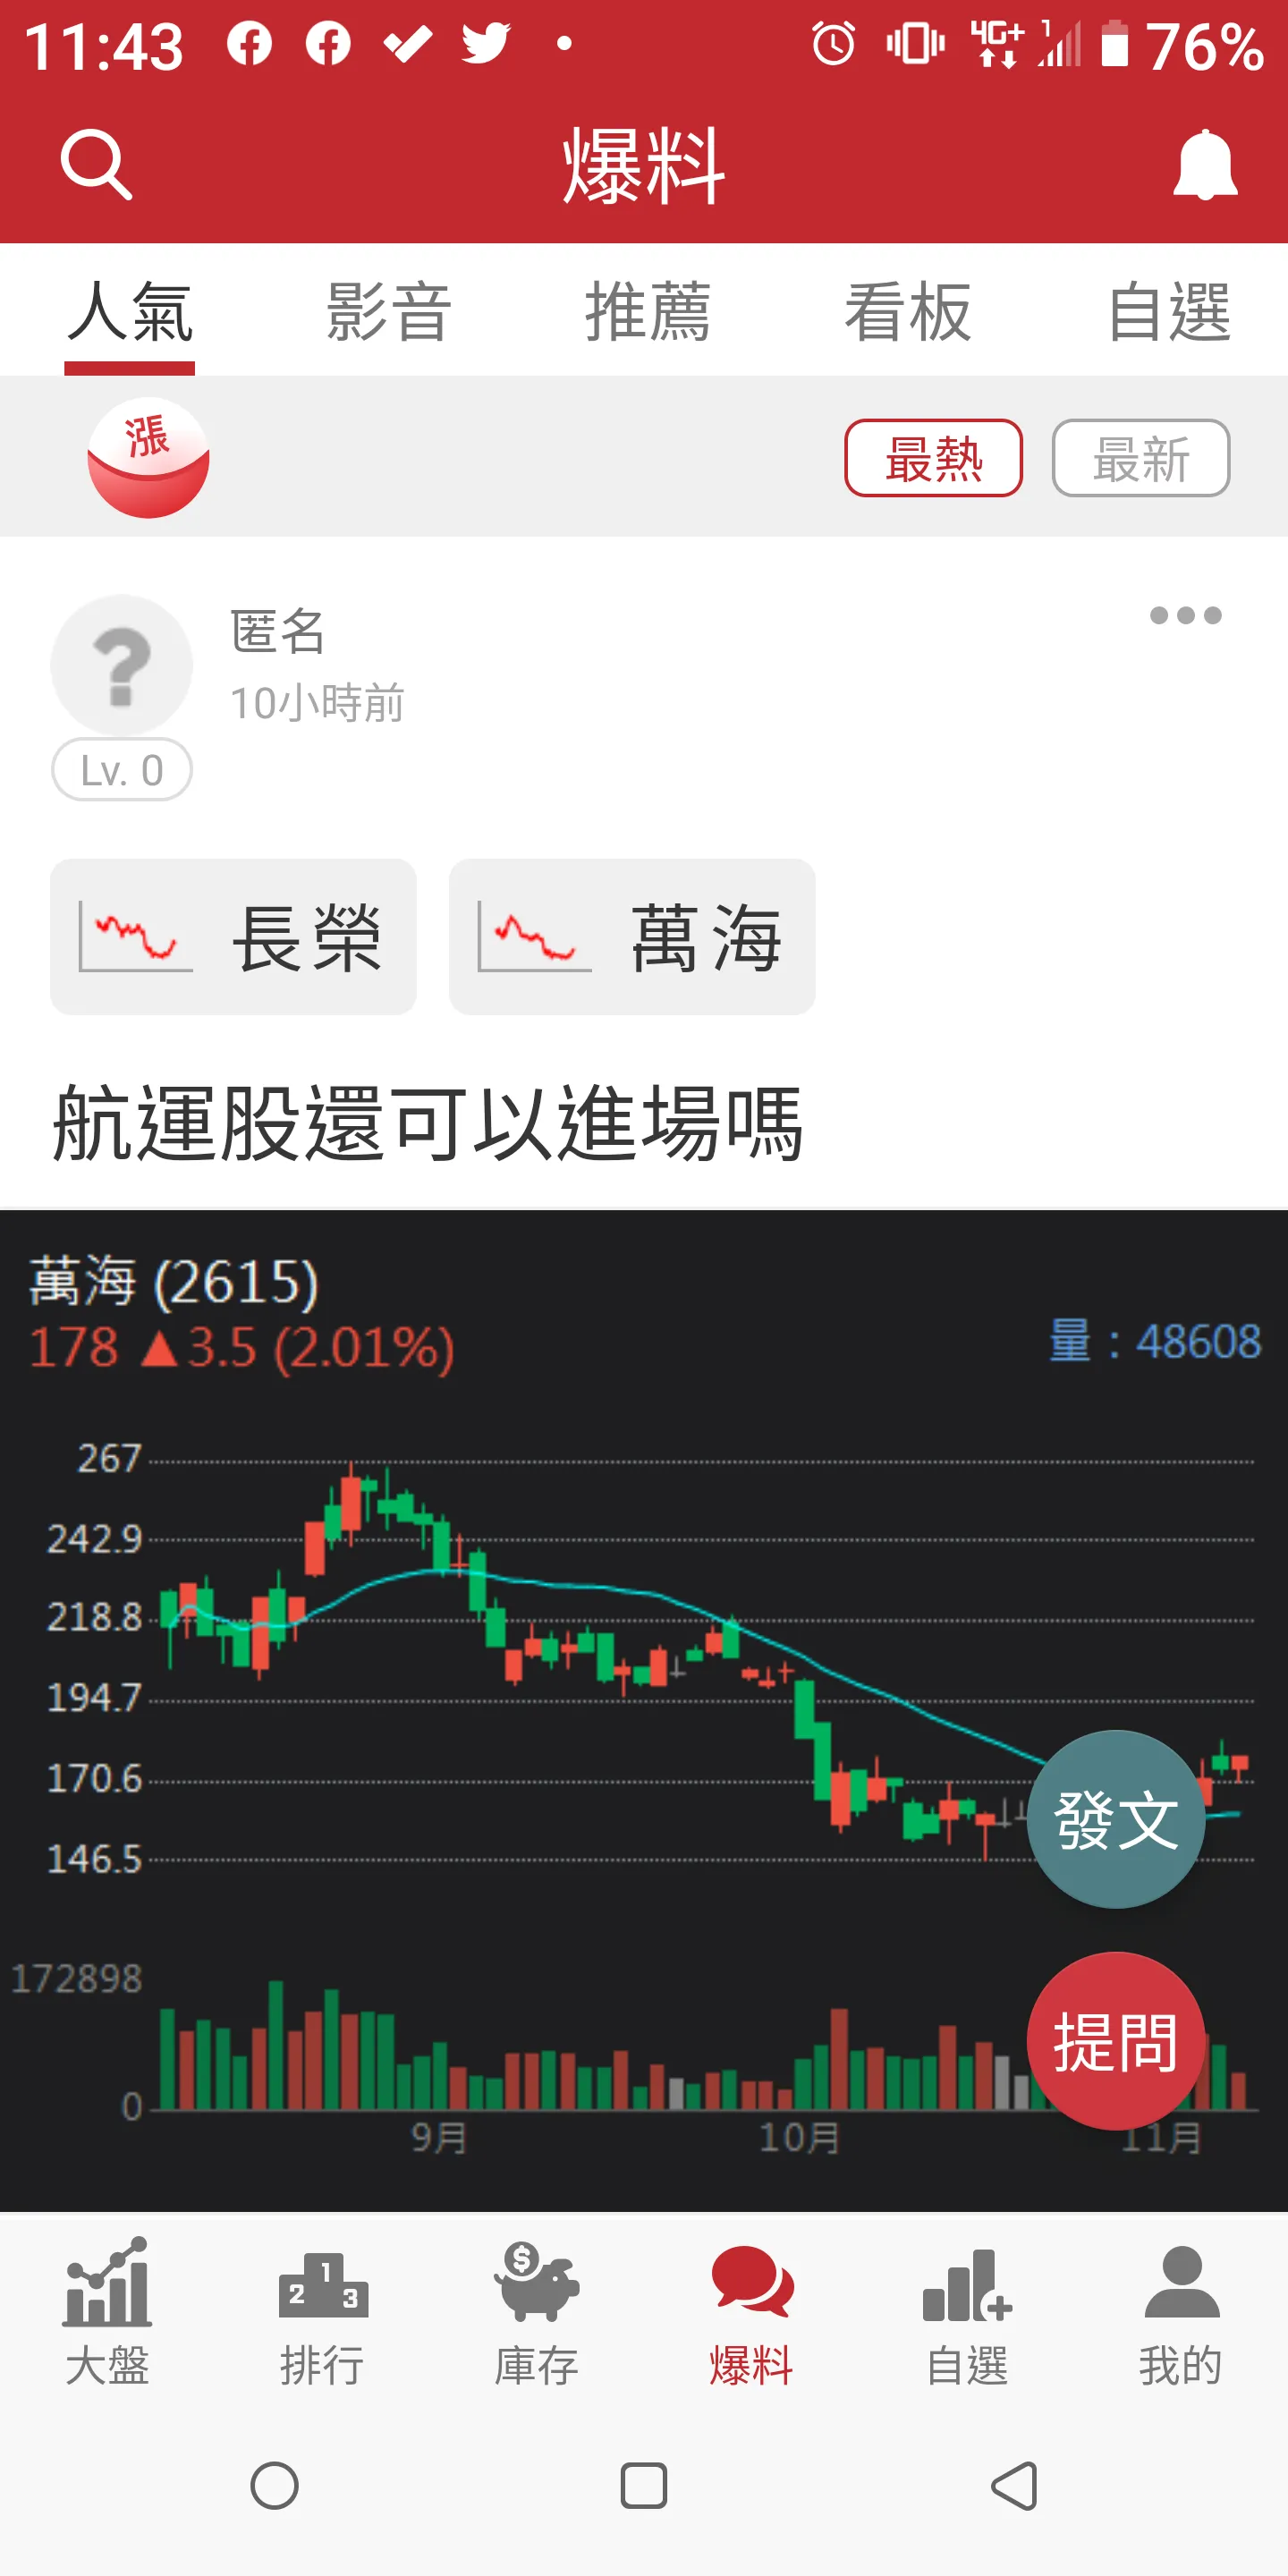 11:43 4G+ 1 76%
爆料
人氣 影音 推薦 看板 自選
漲 最熱 最新
匿名
10小時前
Lv. 0
長榮 萬海
航運股還可以進場嗎
萬海 (2615)
178 ▲3.5 (2.01%) 量：48608
267
242.9
218.8
194.7
170.6
146.5
發文
172898
提問
0
9月 10月 11月
大盤 排行 庫存 爆料 自選 我的